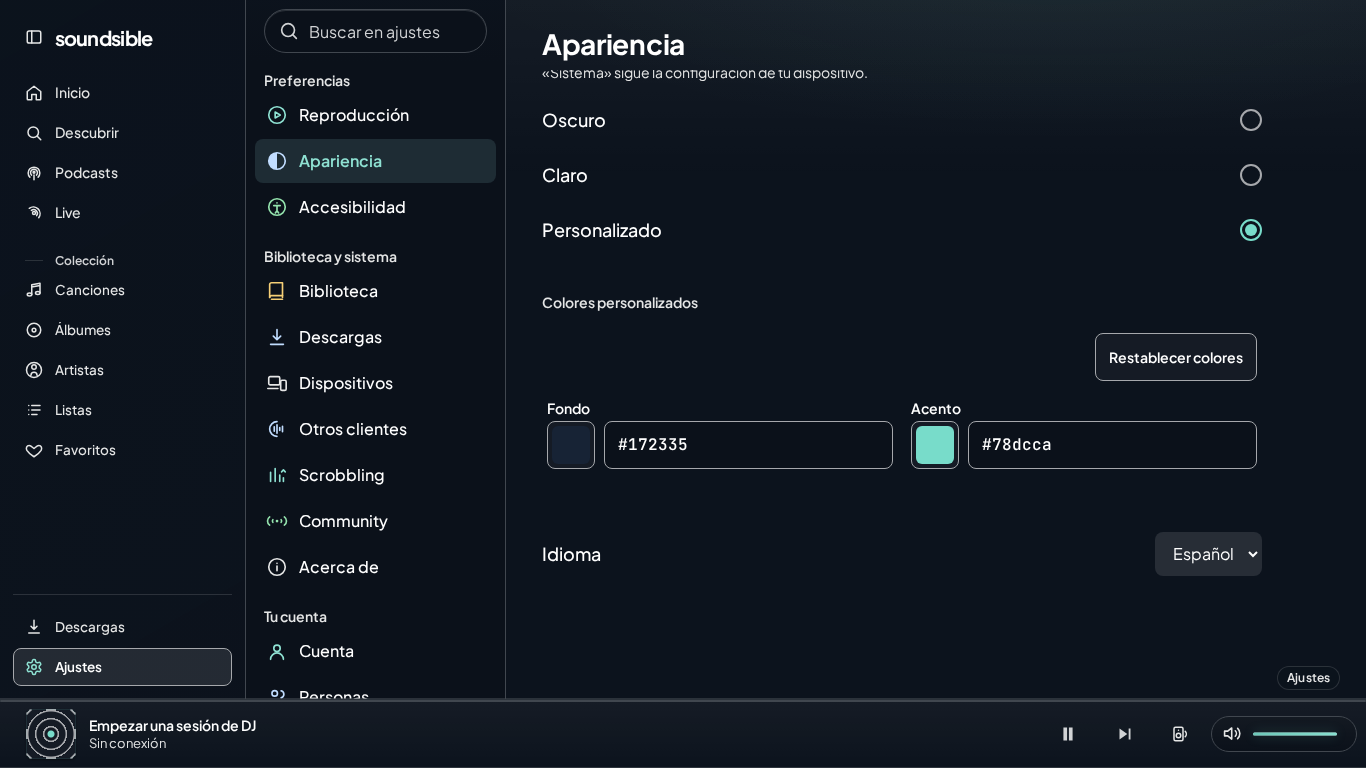 soundsible
Inicio
Descubrir
Podcasts
Live
Colección
Canciones
Álbumes
Artistas
Listas
Favoritos
Descargas
Ajustes
Buscar en ajustes
Preferencias
Reproducción
Apariencia
Accesibilidad
Biblioteca y sistema
Biblioteca
Descargas
Dispositivos
Otros clientes
Scrobbling
Community
Acerca de
Tu cuenta
Cuenta
Personas
Apariencia
«Sistema» sigue la configuración de tu dispositivo.
Oscuro
Claro
Personalizado
Colores personalizados
Restablecer colores
Fondo
#172335
Acento
#78dcca
Idioma
Español
Ajustes
Empezar una sesión de DJ
Sin conexión